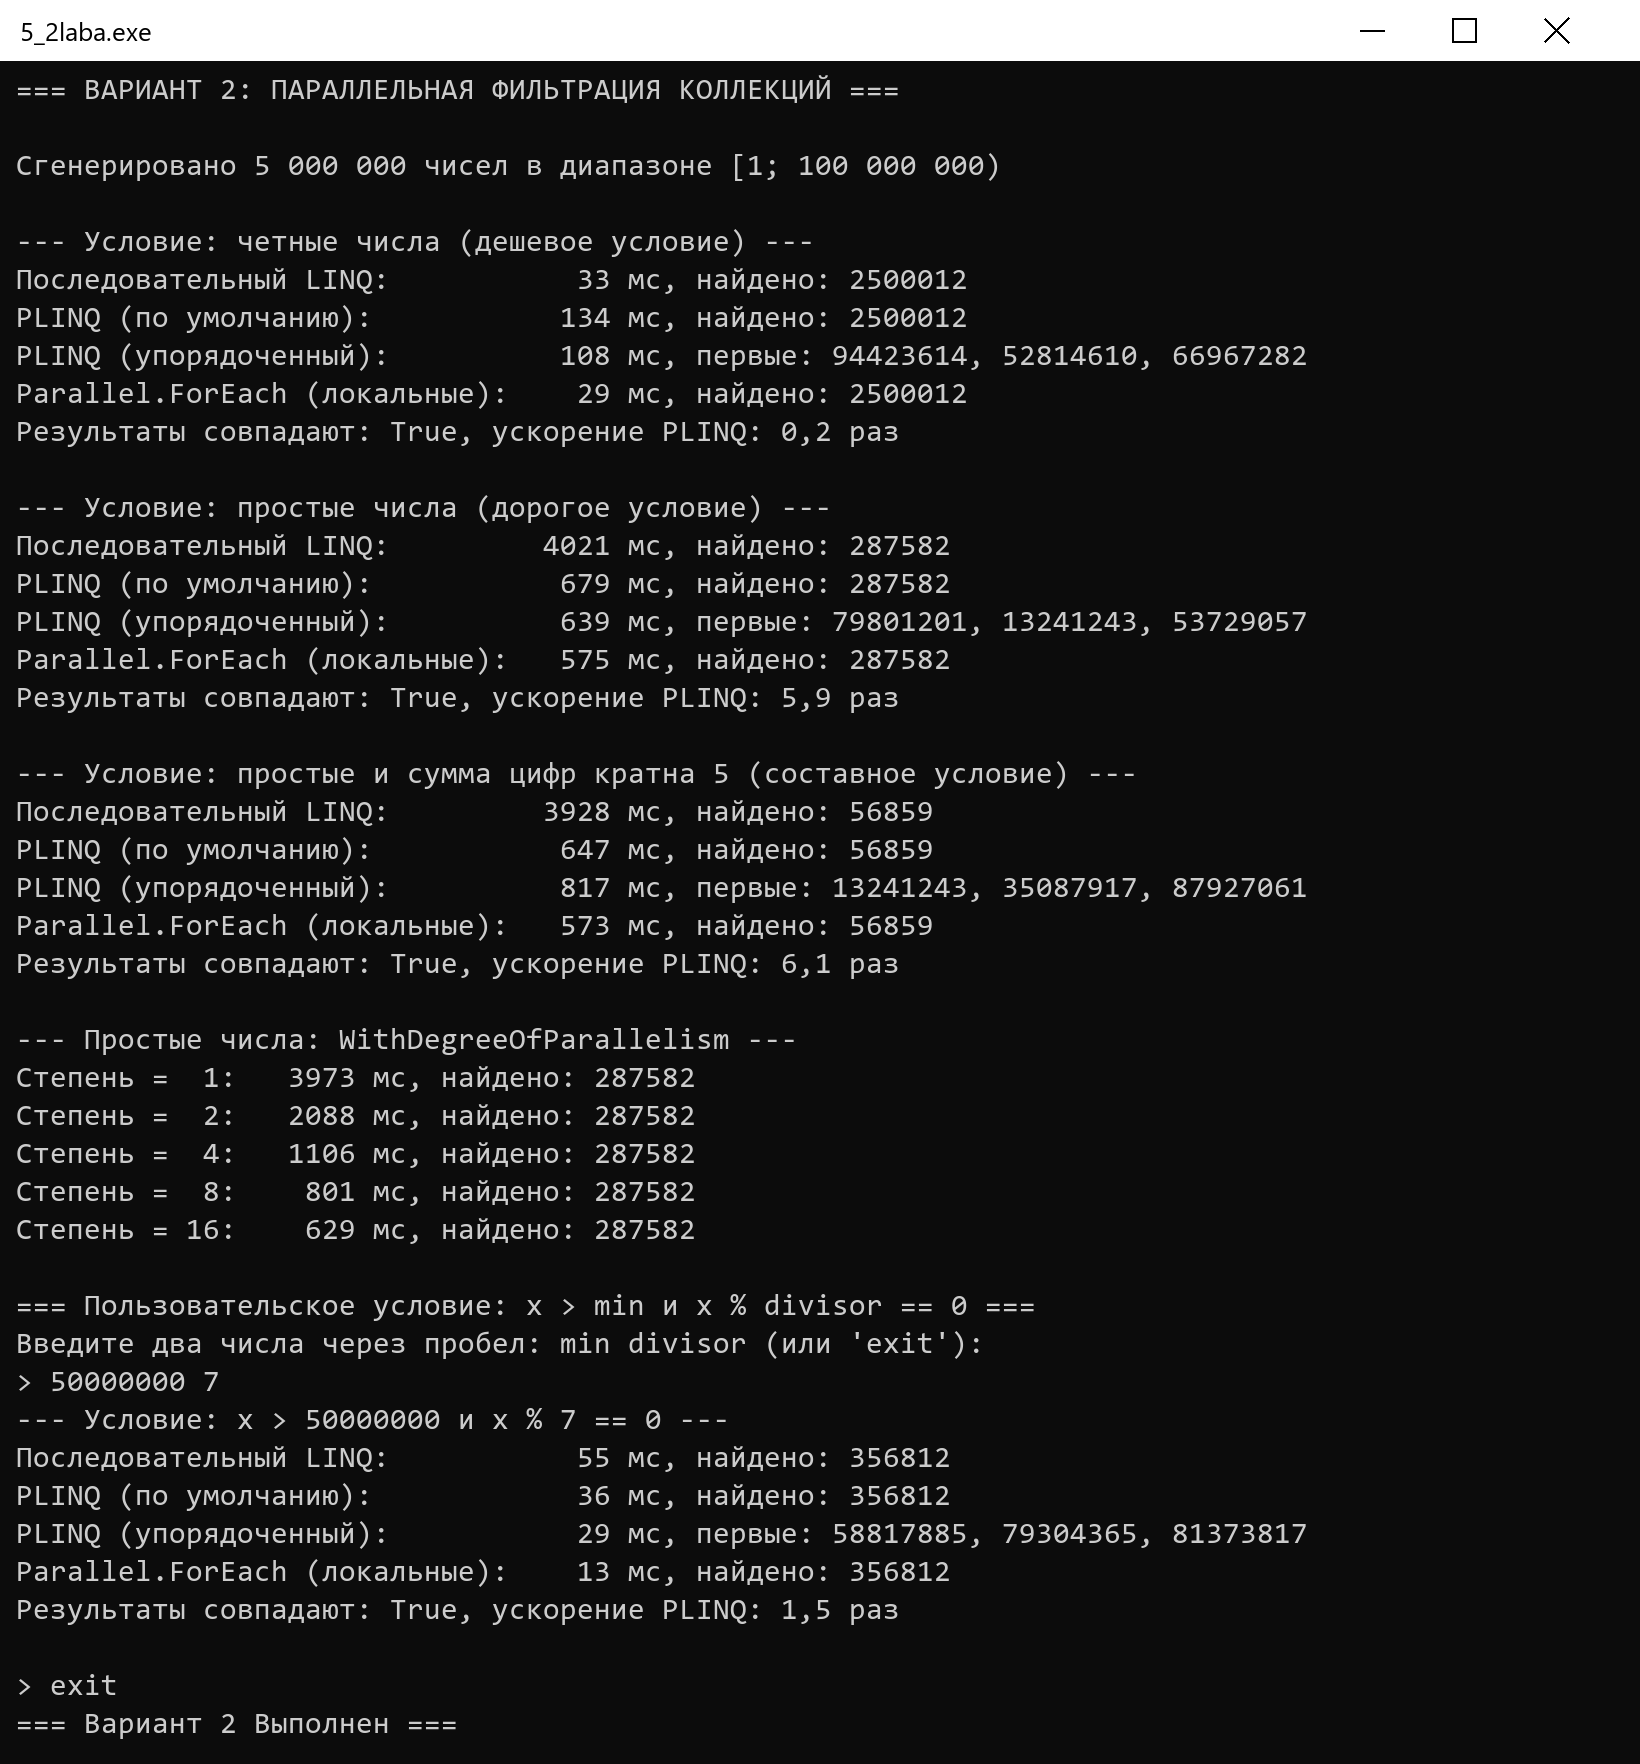 5_2laba.exe
=== ВАРИАНТ 2: ПАРАЛЛЕЛЬНАЯ ФИЛЬТРАЦИЯ КОЛЛЕКЦИЙ ===
Сгенерировано 5 000 000 чисел в диапазоне [1; 100 000 000)
--- Условие: четные числа (дешевое условие) ---
Последовательный LINQ:           33 мс, найдено: 2500012
PLINQ (по умолчанию):           134 мс, найдено: 2500012
PLINQ (упорядоченный):          108 мс, первые: 94423614, 52814610, 66967282
Parallel.ForEach (локальные):    29 мс, найдено: 2500012
Результаты совпадают: True, ускорение PLINQ: 0,2 раз
--- Условие: простые числа (дорогое условие) ---
Последовательный LINQ:         4021 мс, найдено: 287582
PLINQ (по умолчанию):           679 мс, найдено: 287582
PLINQ (упорядоченный):          639 мс, первые: 79801201, 13241243, 53729057
Parallel.ForEach (локальные):   575 мс, найдено: 287582
Результаты совпадают: True, ускорение PLINQ: 5,9 раз
--- Условие: простые и сумма цифр кратна 5 (составное условие) ---
Последовательный LINQ:         3928 мс, найдено: 56859
PLINQ (по умолчанию):           647 мс, найдено: 56859
PLINQ (упорядоченный):          817 мс, первые: 13241243, 35087917, 87927061
Parallel.ForEach (локальные):   573 мс, найдено: 56859
Результаты совпадают: True, ускорение PLINQ: 6,1 раз
--- Простые числа: WithDegreeOfParallelism ---
Степень =  1:   3973 мс, найдено: 287582
Степень =  2:   2088 мс, найдено: 287582
Степень =  4:   1106 мс, найдено: 287582
Степень =  8:    801 мс, найдено: 287582
Степень = 16:    629 мс, найдено: 287582
=== Пользовательское условие: x > min и x % divisor == 0 ===
Введите два числа через пробел: min divisor (или 'exit'):
> 50000000 7
--- Условие: x > 50000000 и x % 7 == 0 ---
Последовательный LINQ:           55 мс, найдено: 356812
PLINQ (по умолчанию):            36 мс, найдено: 356812
PLINQ (упорядоченный):           29 мс, первые: 58817885, 79304365, 81373817
Parallel.ForEach (локальные):    13 мс, найдено: 356812
Результаты совпадают: True, ускорение PLINQ: 1,5 раз
> exit
=== Вариант 2 Выполнен ===